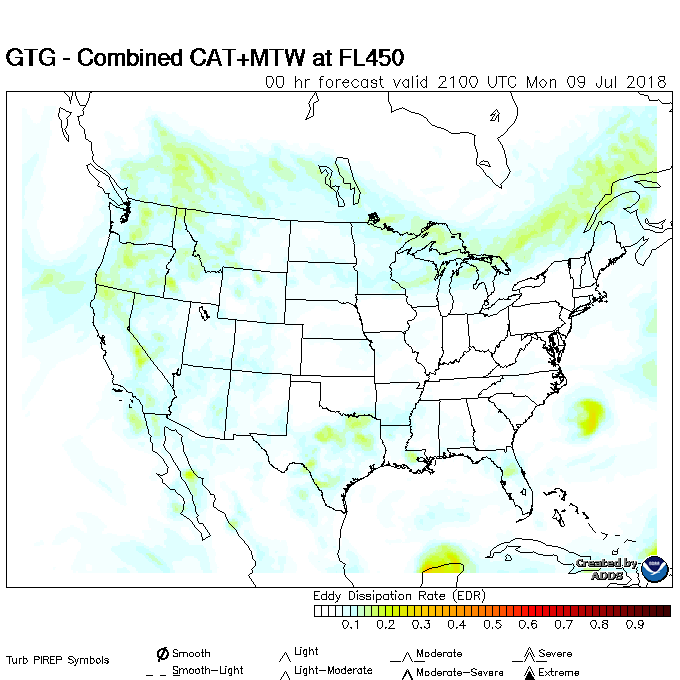 GTG - Combined CAT+MTW at FL450
00 hr forecast valid 2100 UTC Mon 09 Jul 2018
Created by
ADDS
Eddy Dissipation Rate (EDR)
0.1 0.2 0.3 0.4 0.5 0.6 0.7 0.8 0.9
Turb PIREP Symbols
Smooth Light Moderate Severe
Smooth-Light Light-Moderate Moderate-Severe Extreme